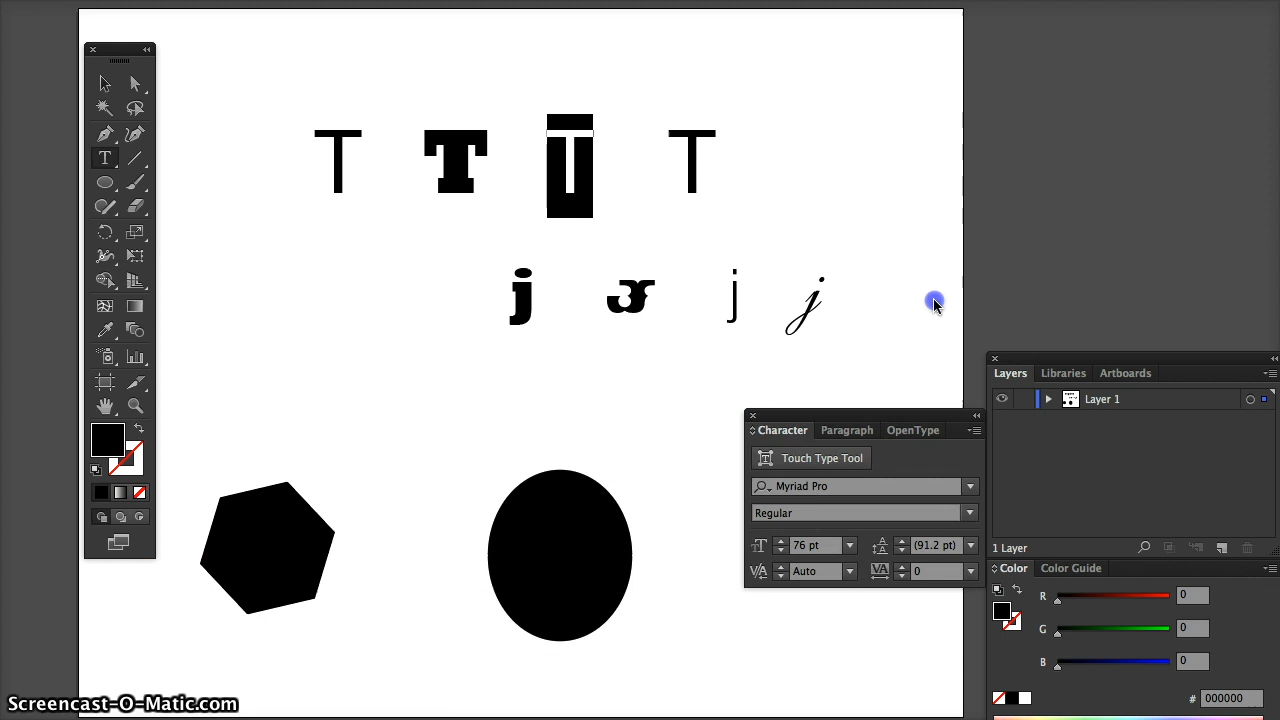 T T T T
j j j j
Layers Libraries Artboards
Layer 1
Character Paragraph OpenType
Touch Type Tool
Myriad Pro
Regular
76 pt (91.2 pt)
Auto 0
1 Layer
Color Color Guide
R 0
G 0
B 0
# 000000
Screencast-O-Matic.com